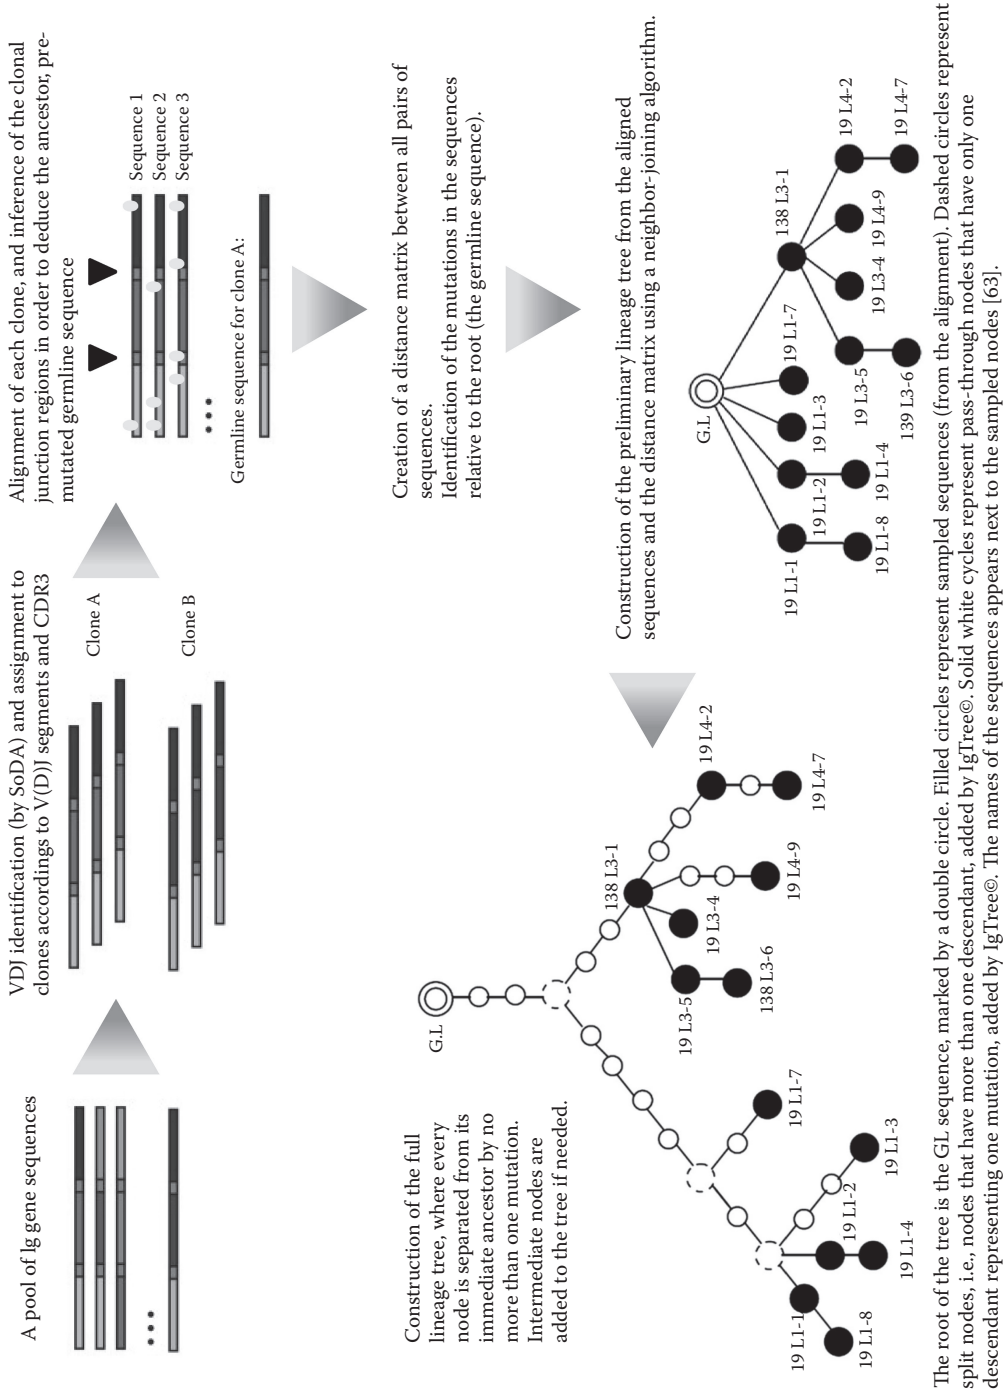 A pool of Ig gene sequences
VDJ identification (by SoDA) and assignment to
clones accordings to V(D)J segments and CDR3
Clone A
Clone B
Alignment of each clone, and inference of the clonal
junction regions in order to deduce the ancestor, pre-
mutated germline sequence
Sequence 1
Sequence 2
Sequence 3
Germline sequence for clone A:
Creation of a distance matrix between all pairs of
sequences.
Identification of the mutations in the sequences
relative to the root (the germline sequence).
Construction of the preliminary lineage tree from the aligned
sequences and the distance matrix using a neighbor-joining algorithm.
G.L
19 L1-1
19 L1-8
19 L1-2
19 L1-4
19 L1-3
19 L1-7
138 L3-1
19 L3-5
139 L3-6
19 L3-4
19 L4-9
19 L4-2
19 L4-7
Construction of the full
lineage tree, where every
node is separated from its
immediate ancestor by no
more than one mutation.
Intermediate nodes are
added to the tree if needed.
G.L
138 L3-1
19 L4-2
19 L4-7
19 L4-9
19 L3-4
19 L3-5
138 L3-6
19 L1-7
19 L1-3
19 L1-2
19 L1-4
19 L1-1
19 L1-8
The root of the tree is the GL sequence, marked by a double circle. Filled circles represent sampled sequences (from the alignment). Dashed circles represent
split nodes, i.e., nodes that have more than one descendant, added by IgTree©. Solid white cycles represent pass-through nodes that have only one
descendant representing one mutation, added by IgTree©. The names of the sequences appears next to the sampled nodes [63].